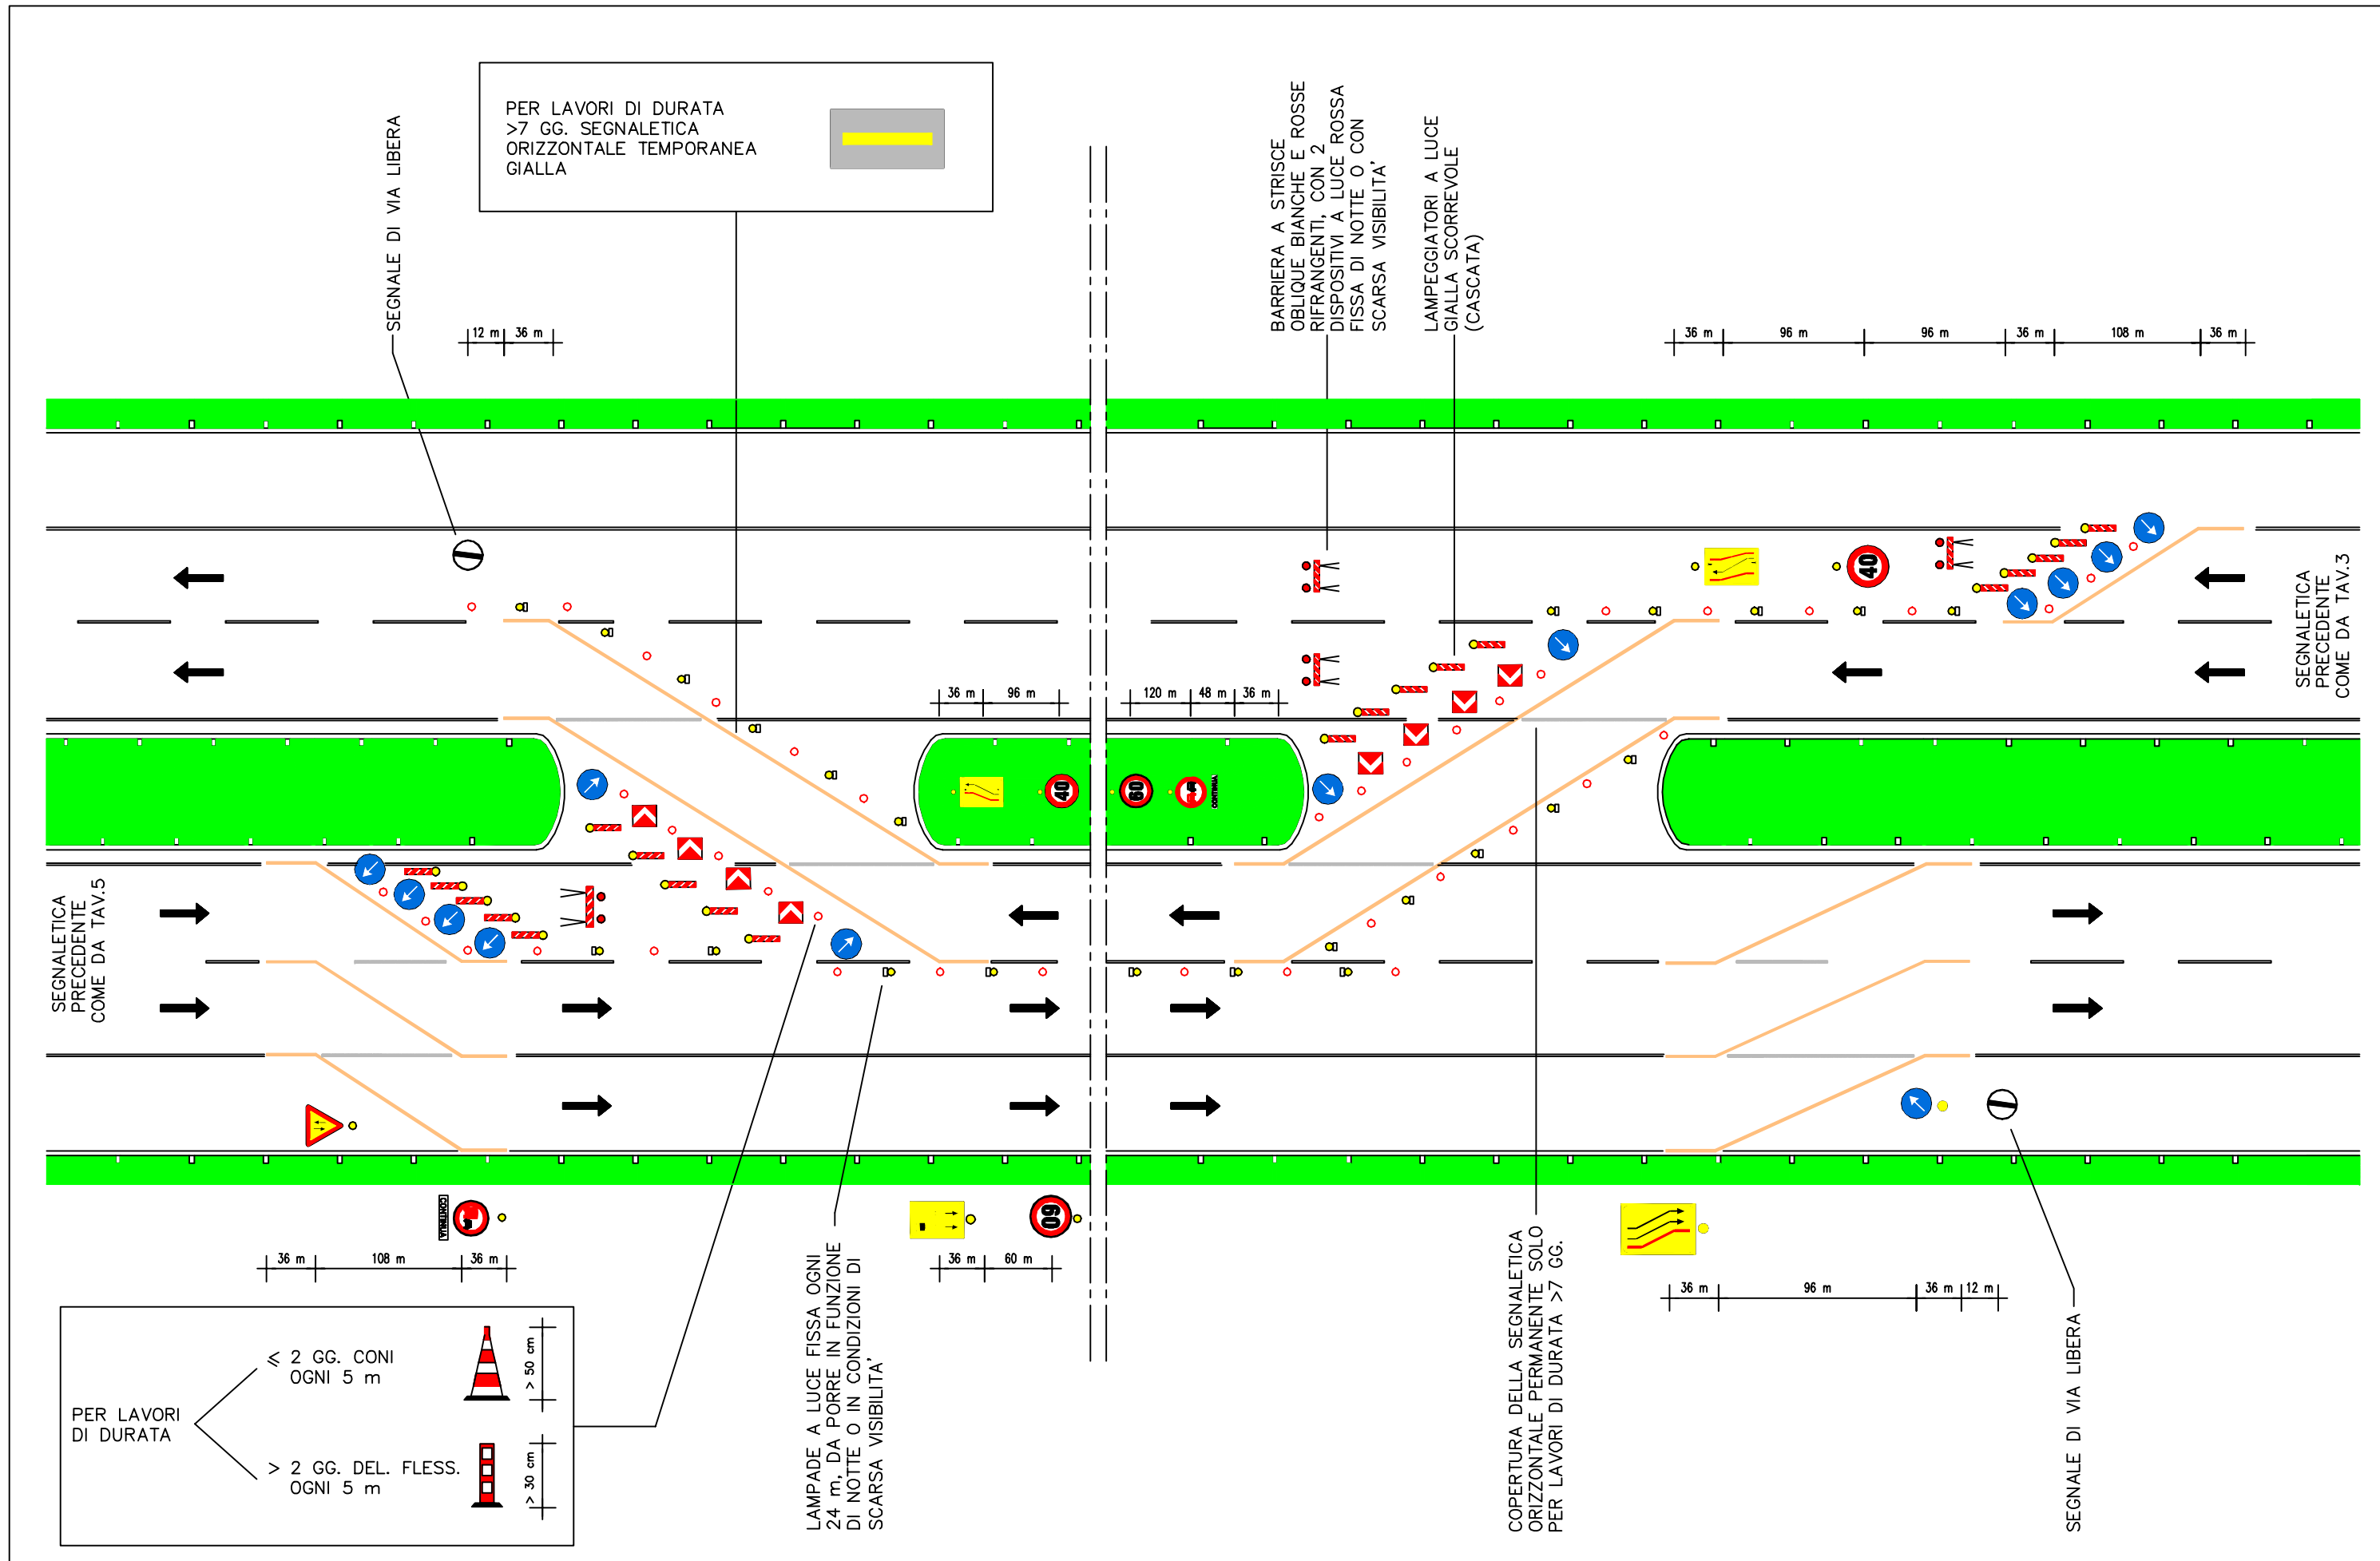 PER LAVORI DI DURATA
>7 GG. SEGNALETICA
ORIZZONTALE TEMPORANEA
GIALLA
SEGNALE DI VIA LIBERA
BARRIERA A STRISCE
OBLIQUE BIANCHE E ROSSE
RIFRANGENTI, CON 2
DISPOSITIVI A LUCE ROSSA
FISSA DI NOTTE O CON
SCARSA VISIBILITA'
LAMPEGGIATORI A LUCE
GIALLA SCORREVOLE
(CASCATA)
12 m 36 m
36 m 96 m 96 m 36 m 108 m 36 m
40
SEGNALETICA
PRECEDENTE
COME DA TAV.3
36 m 96 m
120 m 48 m 36 m
40
60
CONTINUA
SEGNALETICA
PRECEDENTE
COME DA TAV.5
CONTINUA
60
36 m 108 m 36 m
36 m 60 m
36 m 96 m 36 m 12 m
PER LAVORI
DI DURATA
⩽ 2 GG. CONI
OGNI 5 m
> 50 cm
> 2 GG. DEL. FLESS.
OGNI 5 m
> 30 cm
LAMPADE A LUCE FISSA OGNI
24 m, DA PORRE IN FUNZIONE
DI NOTTE O IN CONDIZIONI DI
SCARSA VISIBILITA'
COPERTURA DELLA SEGNALETICA
ORIZZONTALE PERMANENTE SOLO
PER LAVORI DI DURATA >7 GG.
SEGNALE DI VIA LIBERA